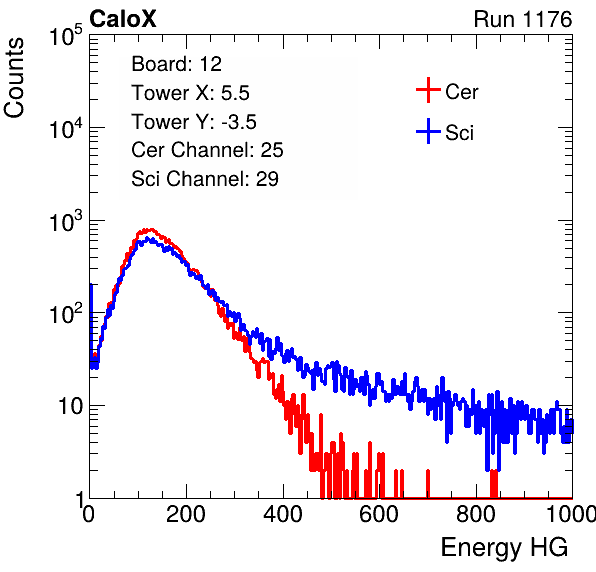 CaloX Run 1176
Counts
10^5
10^4
10^3
10^2
10
1
Board: 12
Tower X: 5.5
Tower Y: -3.5
Cer Channel: 25
Sci Channel: 29
Cer
Sci
0 200 400 600 800 1000
Energy HG